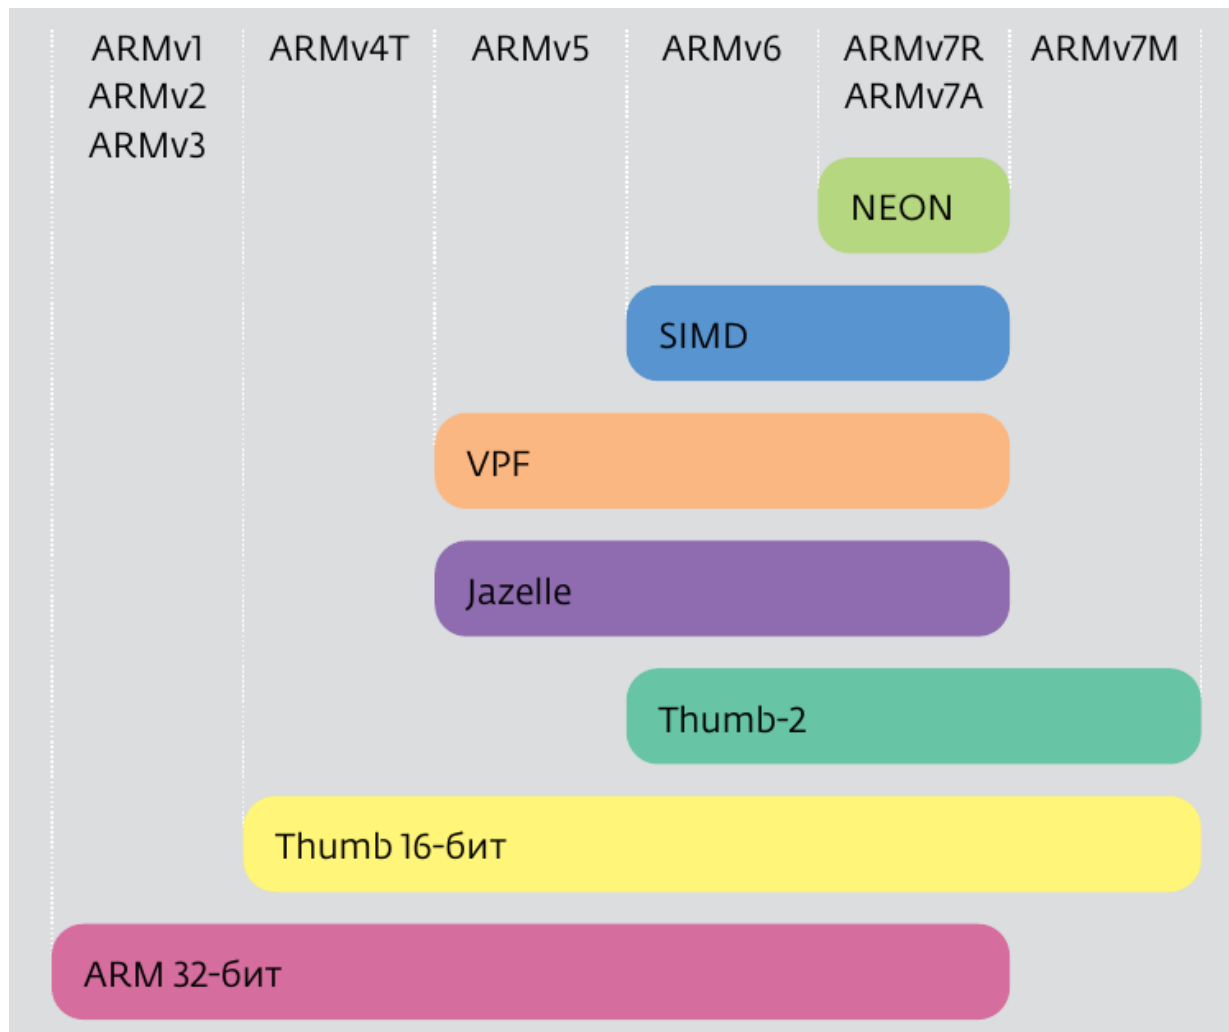 ARMv1
ARMv2
ARMv3
ARMv4T
ARMv5
ARMv6
ARMv7R
ARMv7A
ARMv7M
NEON
SIMD
VPF
Jazelle
Thumb-2
Thumb 16-бит
ARM 32-бит